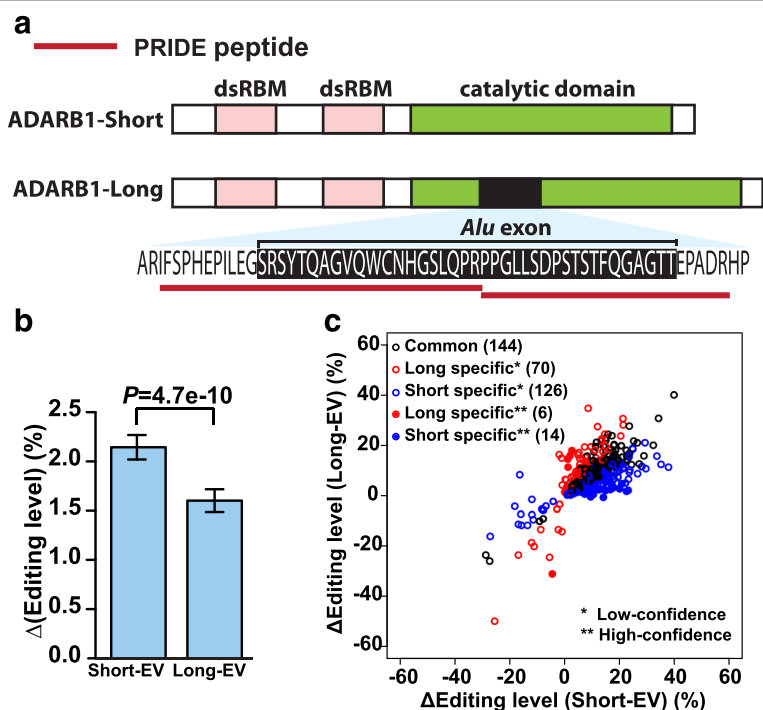 a
PRIDE peptide
dsRBM dsRBM catalytic domain
ADARB1-Short
ADARB1-Long
Alu exon
ARIFSPHEPILEGSRSYTQAGVQWCNHGSLQPRPPGLLSDPSTSTFQGAGTTEPADRHP
b
P=4.7e-10
Δ(Editing level) (%)
2.5
2.0
1.5
1.0
0.5
0.0
Short-EV Long-EV
c
ΔEditing level (Long-EV) (%)
60
40
20
0
-20
-40
-60
Common (144)
Long specific* (70)
Short specific* (126)
Long specific** (6)
Short specific** (14)
* Low-confidence
** High-confidence
-60 -40 -20 0 20 40 60
ΔEditing level (Short-EV) (%)